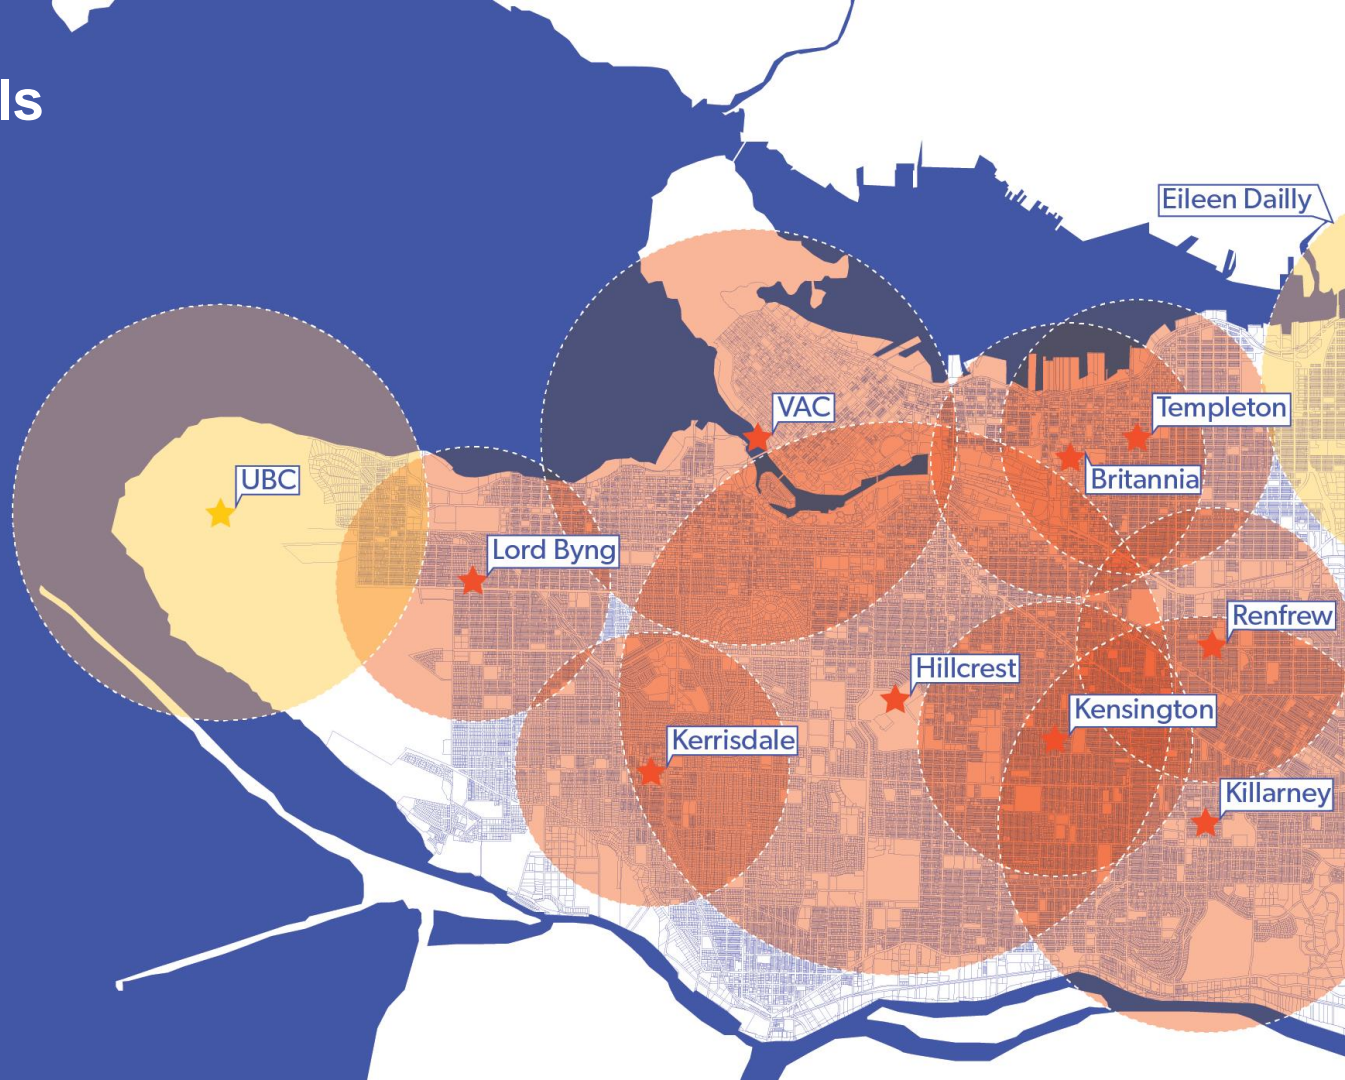 ls
Eileen Dailly
VAC
Templeton
UBC
Britannia
Lord Byng
Renfrew
Hillcrest
Kensington
Kerrisdale
Killarney